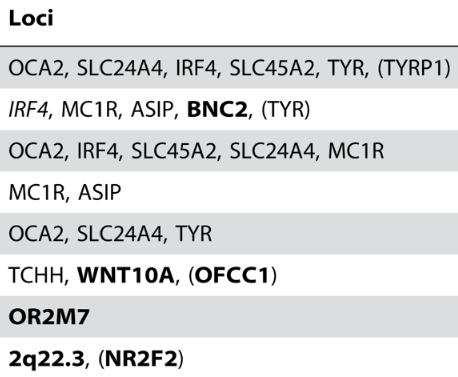 Loci
OCA2, SLC24A4, IRF4, SLC45A2, TYR, (TYRP1)
IRF4, MC1R, ASIP, BNC2, (TYR)
OCA2, IRF4, SLC45A2, SLC24A4, MC1R
MC1R, ASIP
OCA2, SLC24A4, TYR
TCHH, WNT10A, (OFCC1)
OR2M7
2q22.3, (NR2F2)